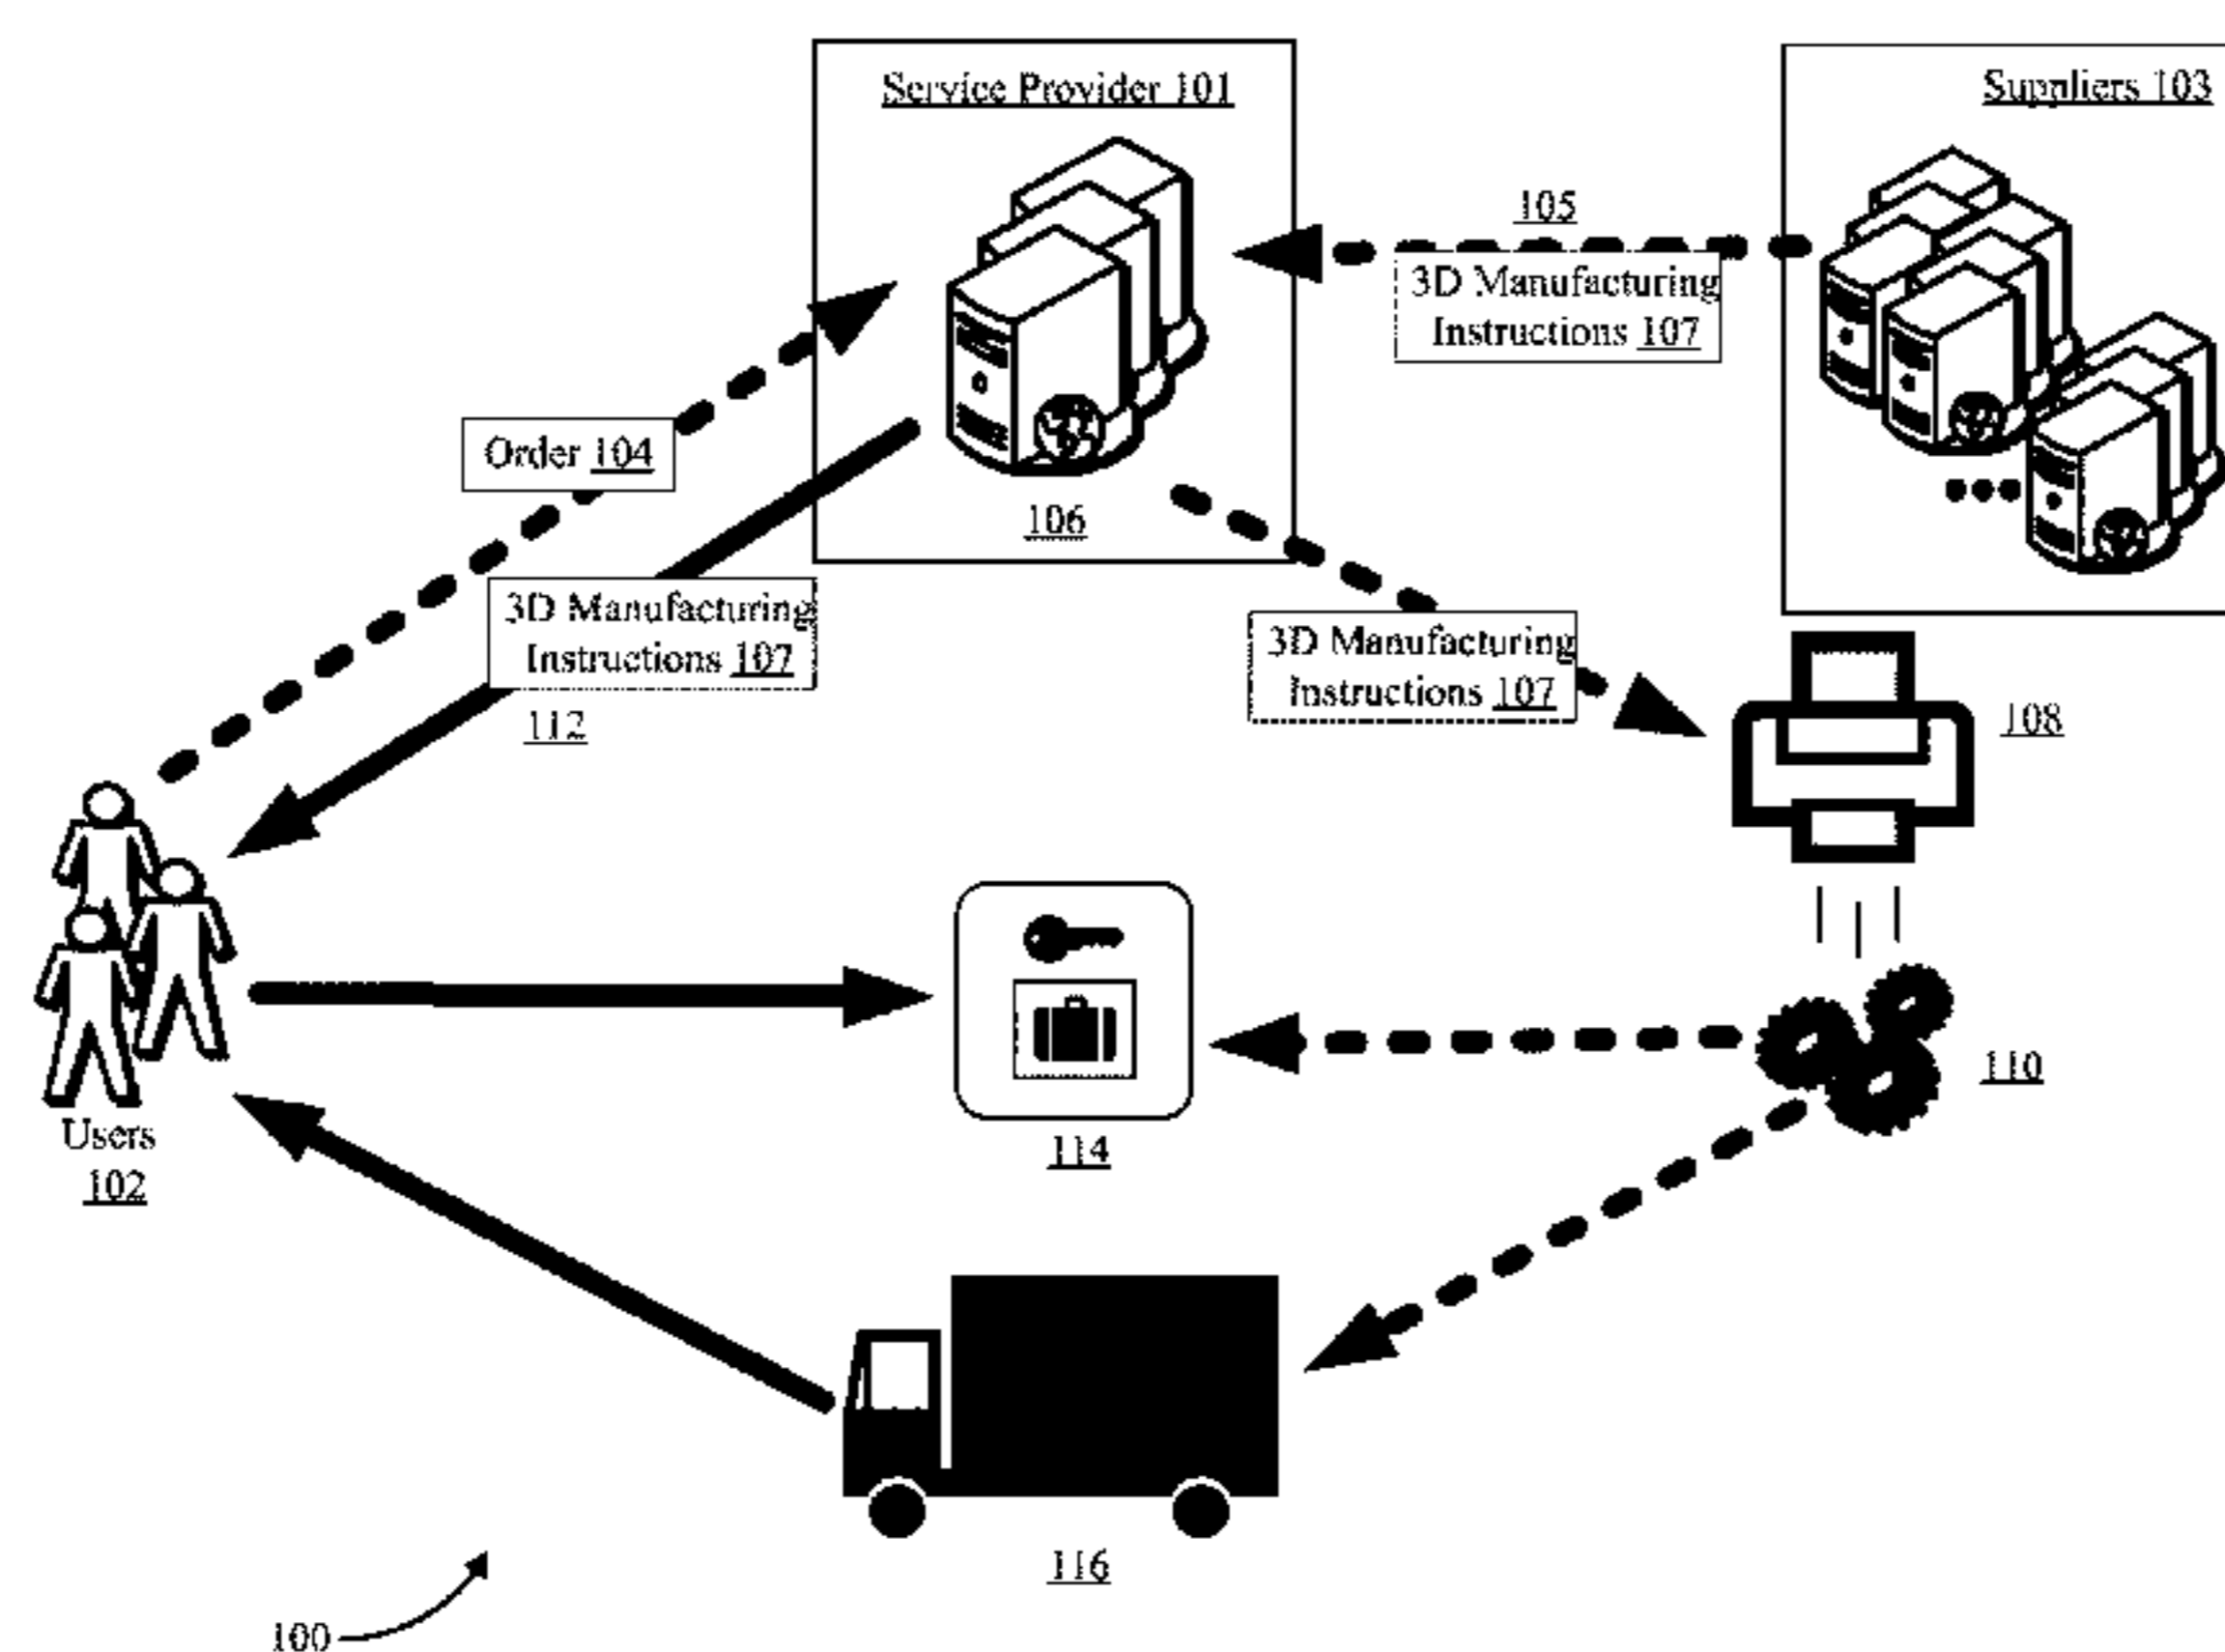 Service Provider 101
Suppliers 103
105
3D Manufacturing
Instructions 107
Order 104
106
3D Manufacturing
Instructions 107
112
3D Manufacturing
Instructions 107
108
110
114
Users
102
116
100